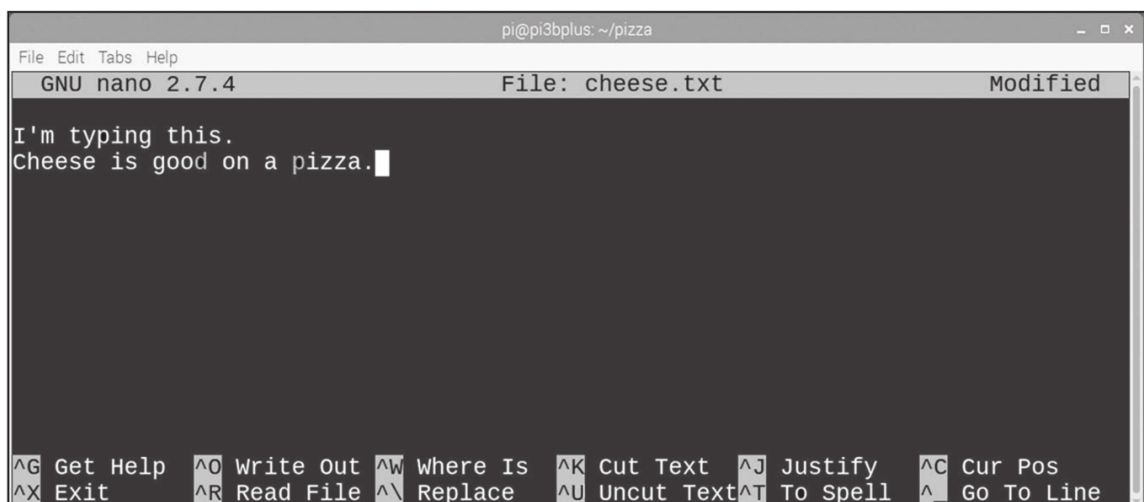 pi@pi3bplus: ~/pizza
File Edit Tabs Help
GNU nano 2.7.4 File: cheese.txt Modified
I'm typing this.
Cheese is good on a pizza.
^G Get Help ^O Write Out ^W Where Is ^K Cut Text ^J Justify ^C Cur Pos
^X Exit ^R Read File ^\ Replace ^U Uncut Text ^T To Spell ^_ Go To Line